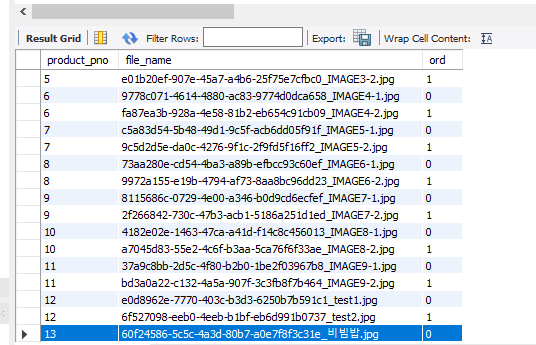 Result Grid Filter Rows: Export: Wrap Cell Content:
product_pno file_name ord
5 e01b20ef-907e-45a7-a4b6-25f75e7cfbc0_IMAGE3-2.jpg 1
6 9778c071-4614-4880-ac83-9774d0dca658_IMAGE4-1.jpg 0
6 fa87ea3b-928a-4e58-81b2-eb654c91cb09_IMAGE4-2.jpg 1
7 c5a83d54-5b48-49d1-9c5f-acb6dd05f91f_IMAGE5-1.jpg 0
7 9c5d2d5e-da0c-4276-9f1c-2f9fd5f16ff2_IMAGE5-2.jpg 1
8 73aa280e-cd54-4ba3-a89b-efbcc93c60ef_IMAGE6-1.jpg 0
8 9972a155-e19b-4794-af73-8aa8bc96dd23_IMAGE6-2.jpg 1
9 8115686c-0729-4e00-a346-b0d9cd6ecfef_IMAGE7-1.jpg 0
9 2f266842-730c-47b3-acb1-5186a251d1ed_IMAGE7-2.jpg 1
10 4182e02e-1463-47ca-a41d-f14c8c456013_IMAGE8-1.jpg 0
10 a7045d83-55e2-4c6f-b3aa-5ca76f6f33ae_IMAGE8-2.jpg 1
11 37a9c8bb-2d5c-4f80-b2b0-1be2f03967b8_IMAGE9-1.jpg 0
11 bd3a0a22-c132-4a5a-907f-3c3fb8f7b464_IMAGE9-2.jpg 1
12 e0d8962e-7770-403c-b3d3-6250b7b591c1_test1.jpg 0
12 6f527098-eeb0-4eeb-b1bf-eb6d991b0737_test2.jpg 1
13 60f24586-5c5c-4a3d-80b7-a0e7f8f3c31e_비빔밥.jpg 0